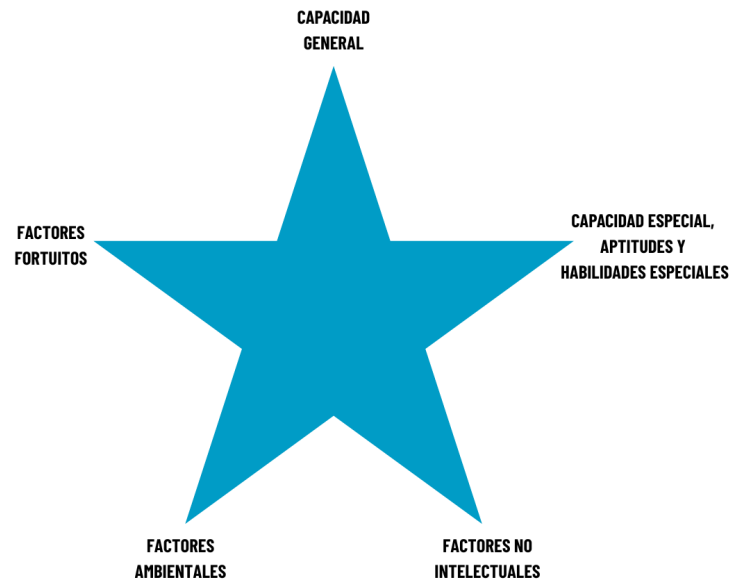 CAPACIDAD
GENERAL
FACTORES
FORTUITOS
CAPACIDAD ESPECIAL,
APTITUDES Y
HABILIDADES ESPECIALES
FACTORES
AMBIENTALES
FACTORES NO
INTELECTUALES